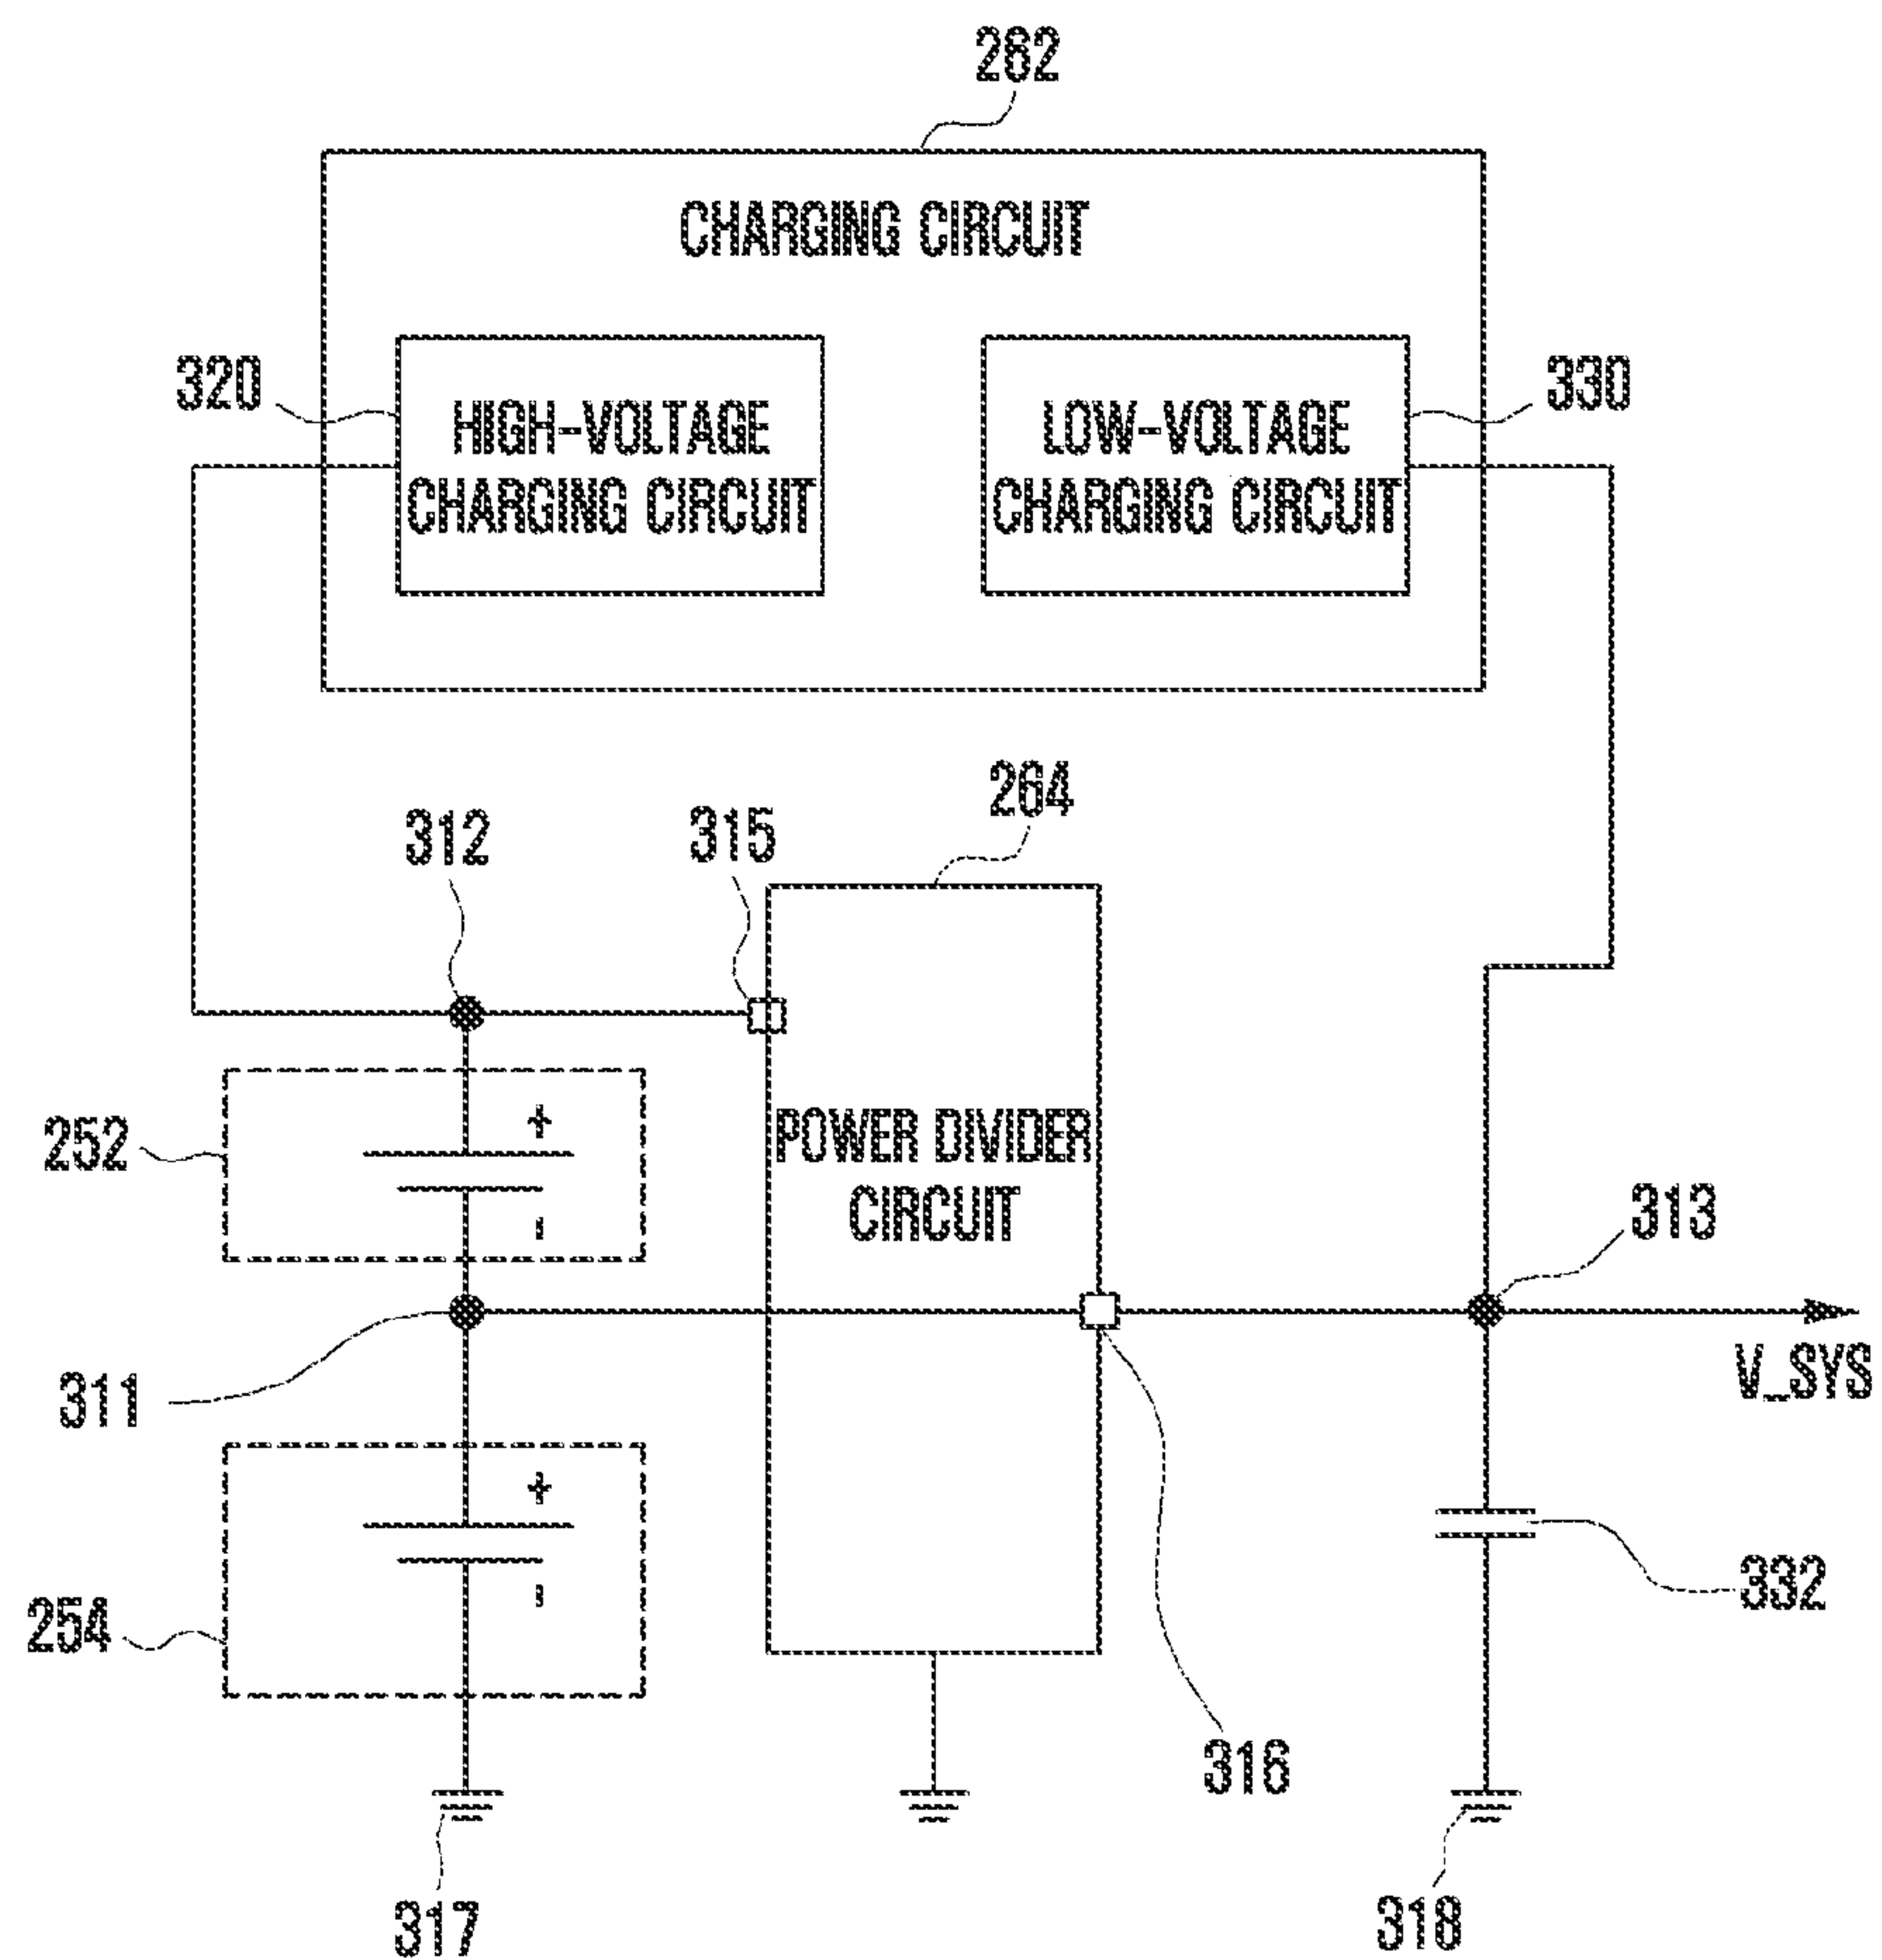 262
CHARGING CIRCUIT
320
HIGH-VOLTAGE
CHARGING CIRCUIT
LOW-VOLTAGE
CHARGING CIRCUIT
330
264
312
315
252
+
-
POWER DIVIDER
CIRCUIT
313
311
V_SYS
254
+
-
332
316
317
318